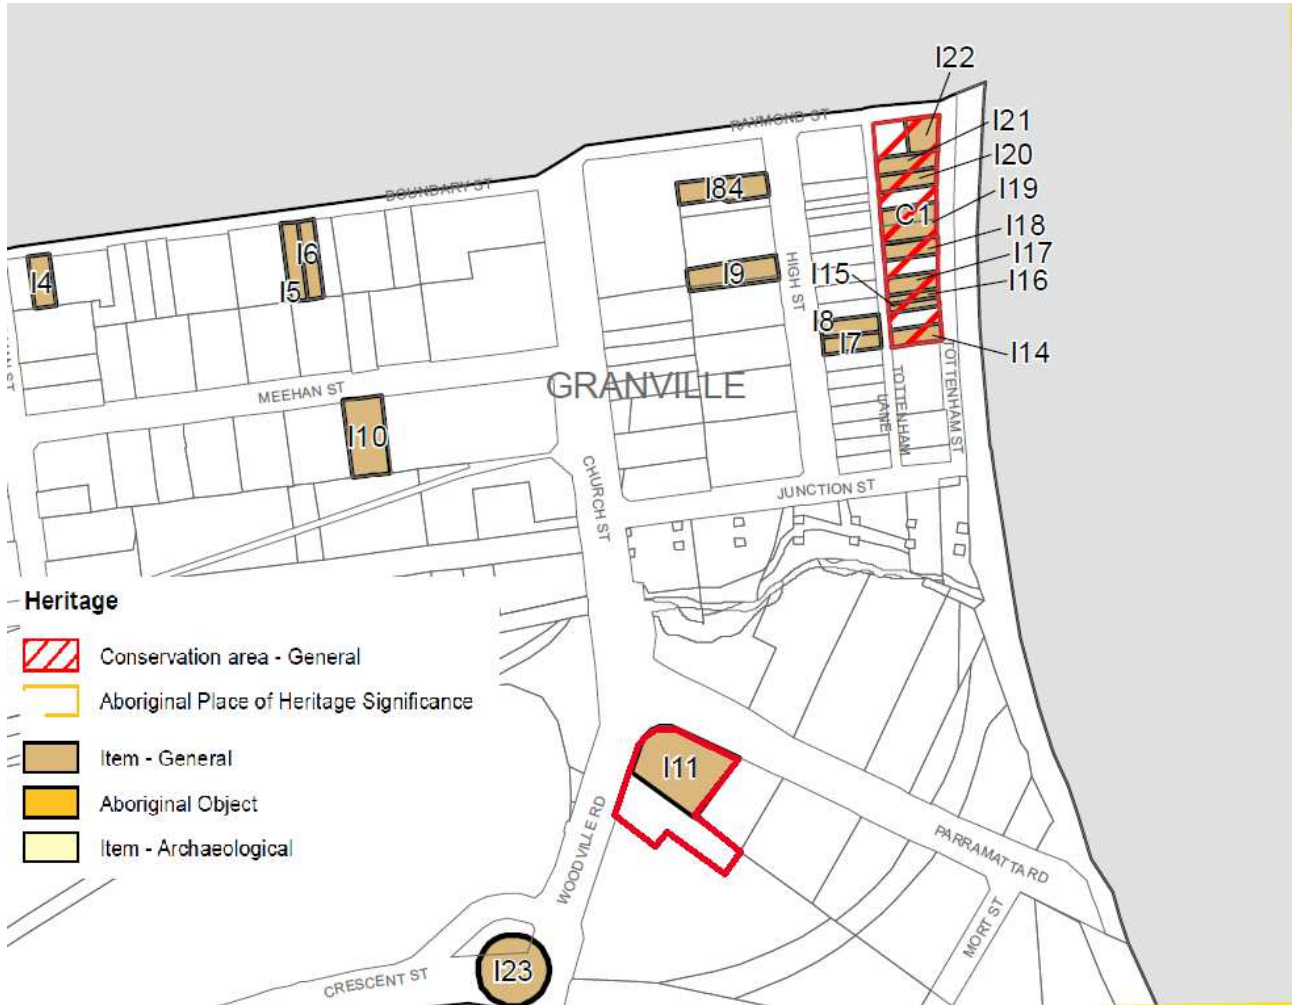 I22
I21
RAYMOND ST
I20
I84
BOUNDARY ST
I19
C1
I18
I6
I17
I9
I15
I16
I4
HIGH ST
I5
I8
I7
I14
GRANVILLE
MEEHAN ST
TOTTENHAM
LANE
TOTTENHAM ST
I10
CHURCH ST
JUNCTION ST
Heritage
Conservation area - General
Aboriginal Place of Heritage Significance
Item - General
Aboriginal Object
Item - Archaeological
I11
WOODVILLE RD
PARRAMATTA RD
MORT ST
I23
CRESCENT ST